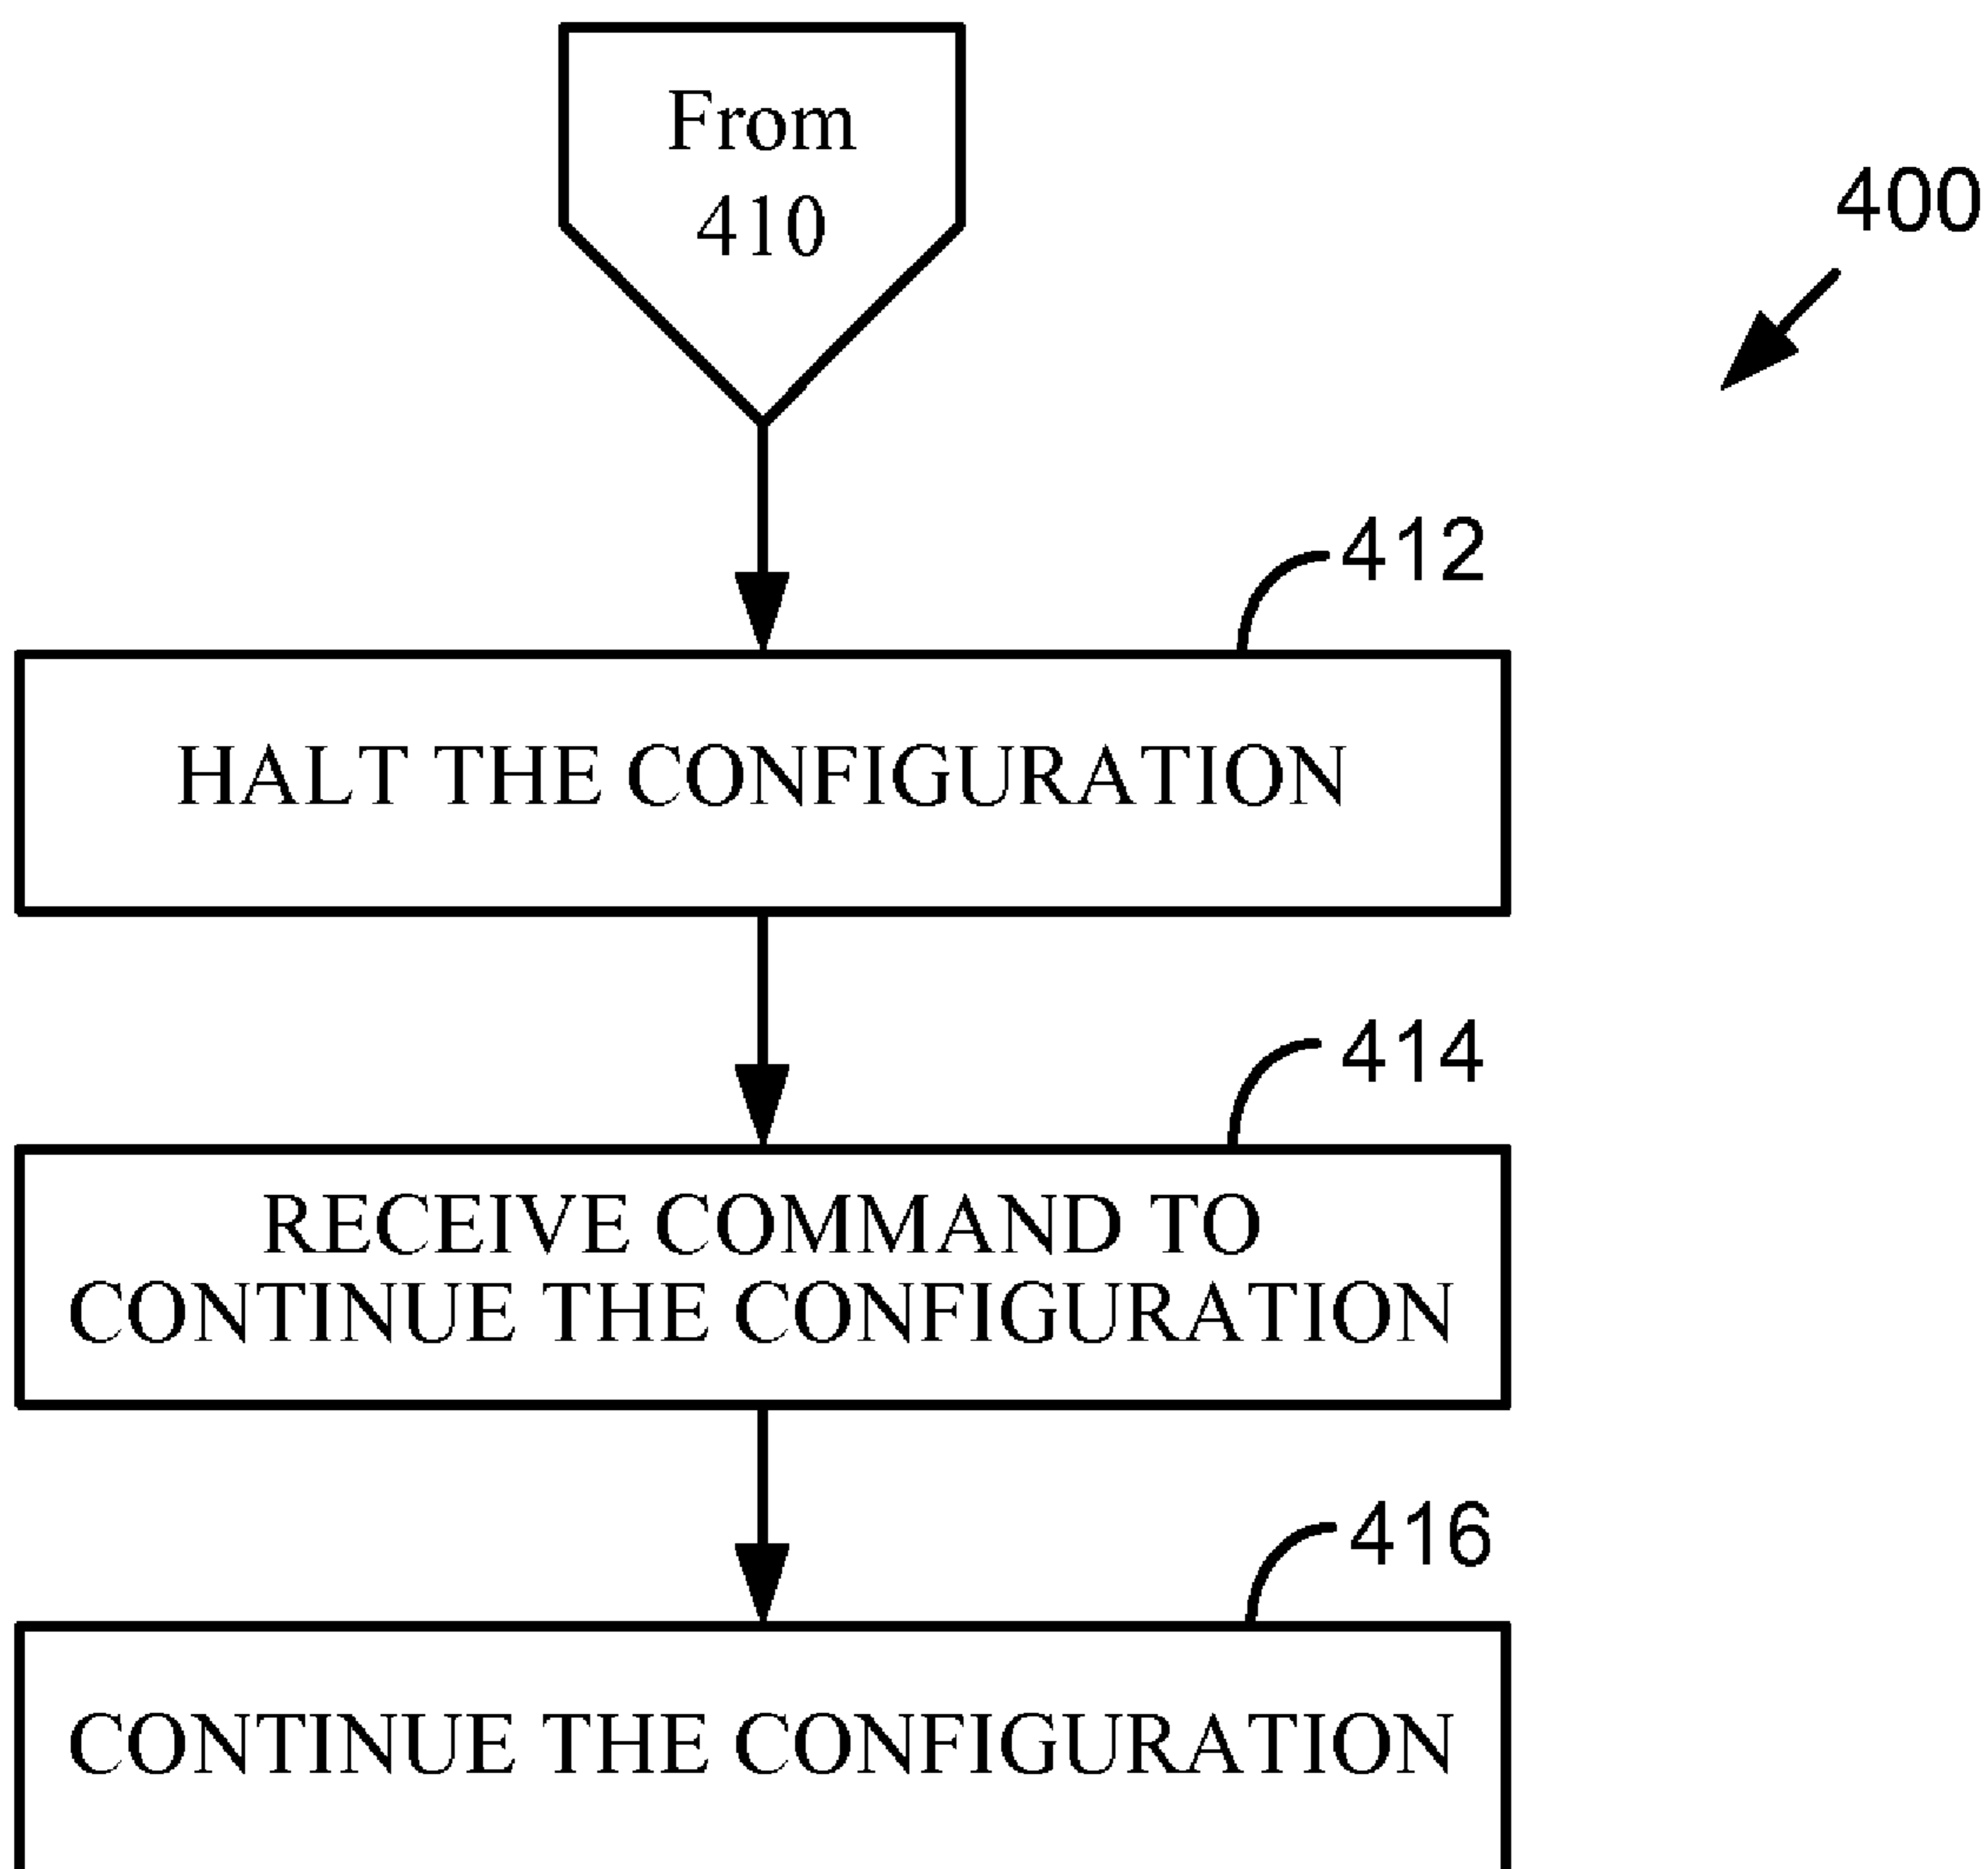 From
410
400
412
HALT THE CONFIGURATION
414
RECEIVE COMMAND TO
CONTINUE THE CONFIGURATION
416
CONTINUE THE CONFIGURATION